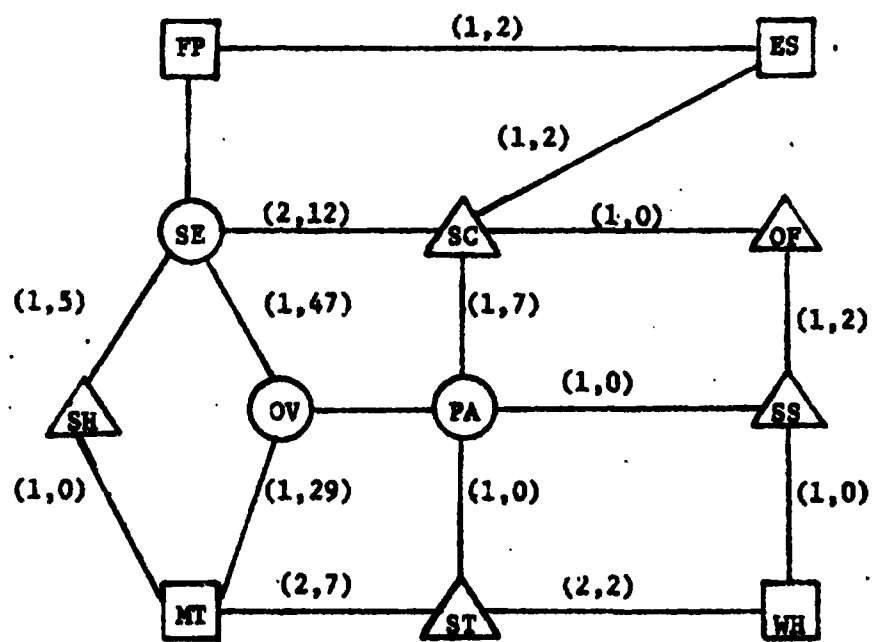 FP (1,2) ES
(1,2)
SE (2,12) SC (1,0) OF
(1,5) (1,47) (1,7) (1,2)
SH OV PA (1,0) SS
(1,0) (1,29) (1,0) (1,0)
MT (2,7) ST (2,2) WH